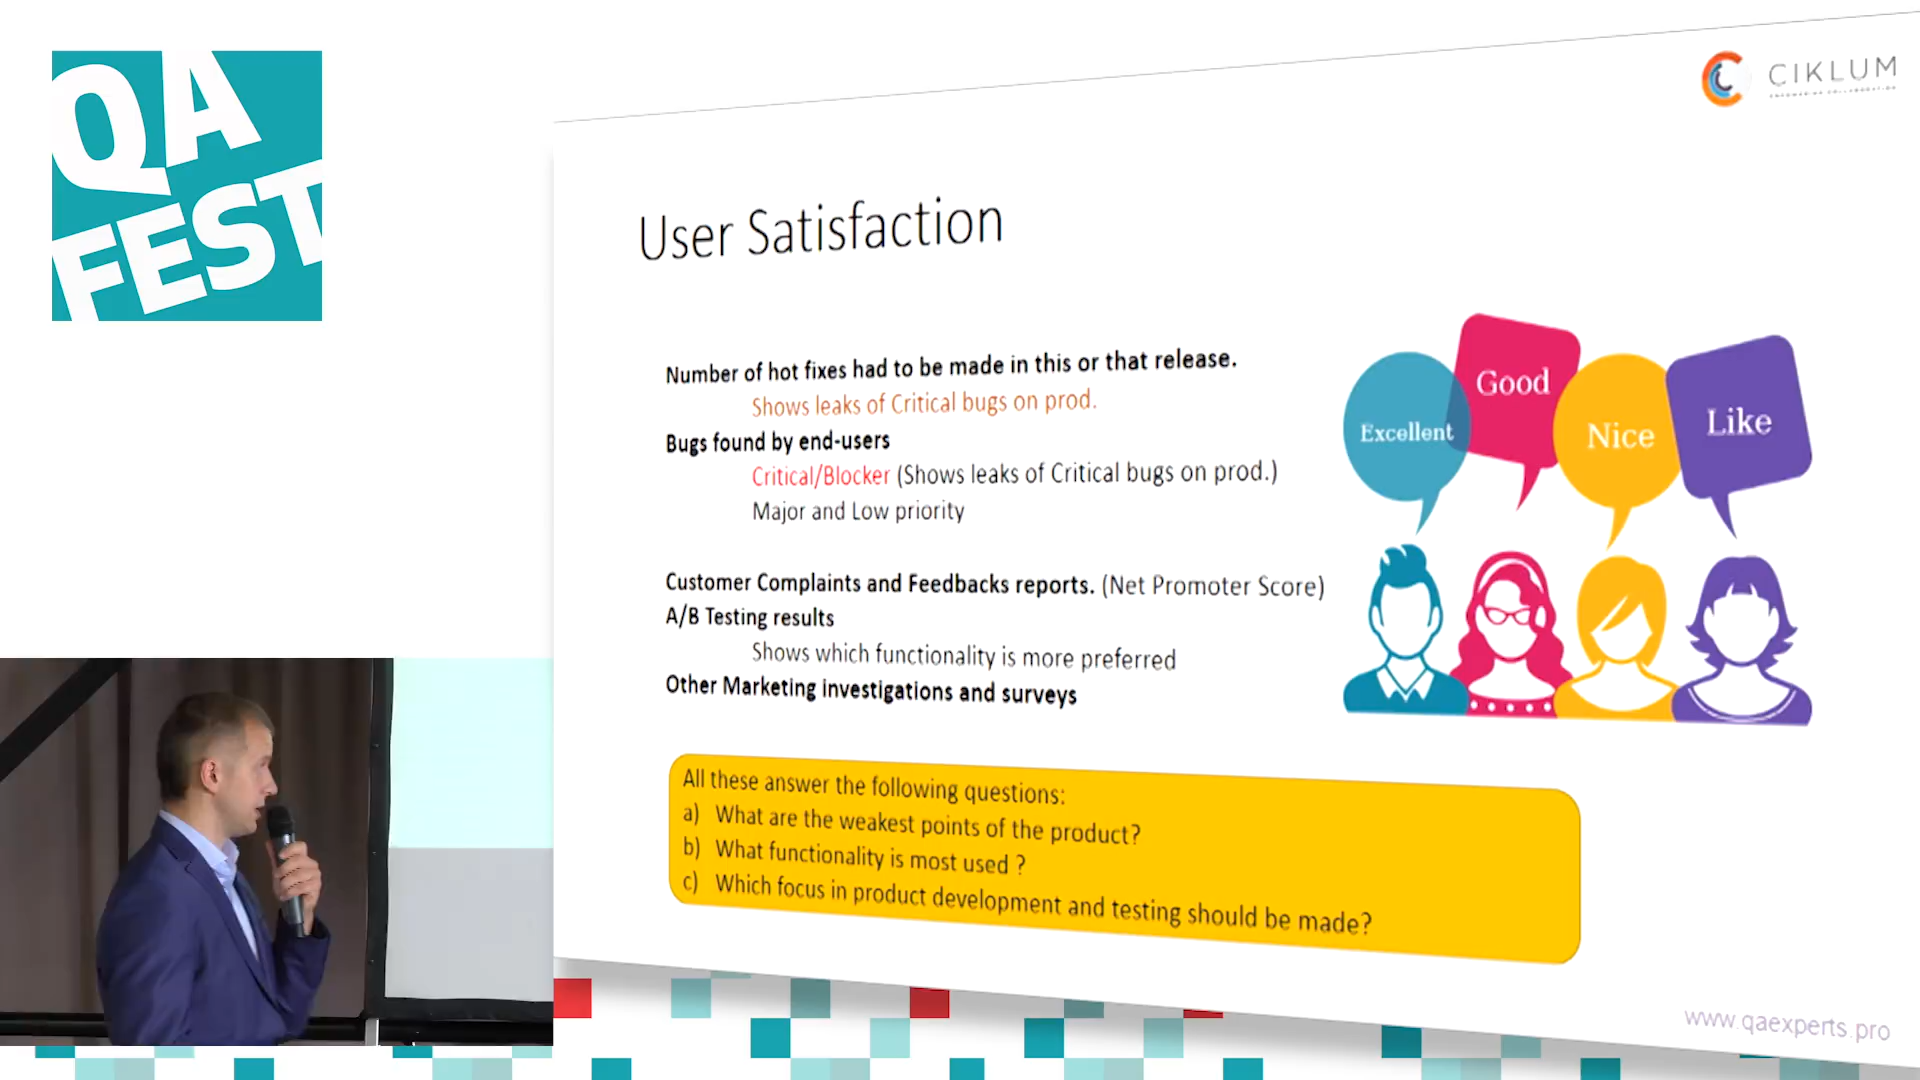 QA
FEST
CIKLUM
User Satisfaction
Number of hot fixes had to be made in this or that release.
Shows leaks of Critical bugs on prod.
Bugs found by end-users
Critical/Blocker (Shows leaks of Critical bugs on prod.)
Major and Low priority
Customer Complaints and Feedbacks reports. (Net Promoter Score)
A/B Testing results
Shows which functionality is more preferred
Other Marketing investigations and surveys
Excellent
Good
Nice
Like
All these answer the following questions:
a) What are the weakest points of the product?
b) What functionality is most used ?
c) Which focus in product development and testing should be made?
www.qaexperts.pro